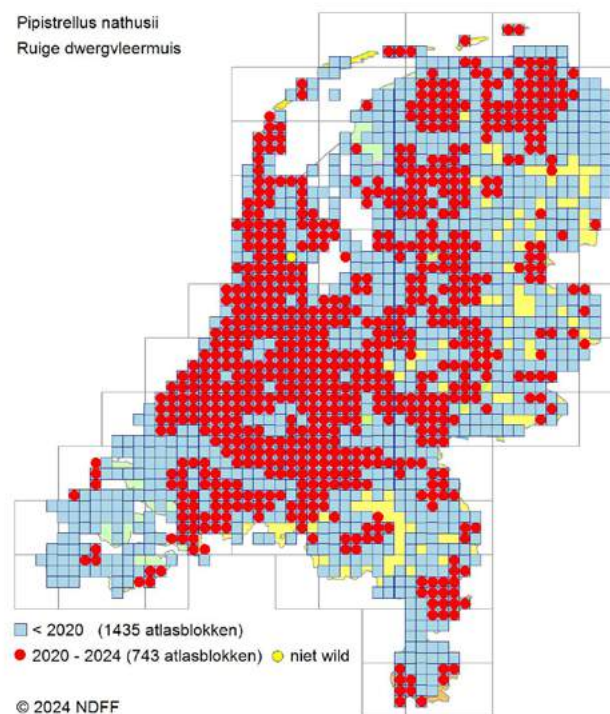 Pipistrellus nathusii
Ruige dwergvleermuis
< 2020 (1435 atlasblokken)
2020 - 2024 (743 atlasblokken) niet wild
© 2024 NDFF